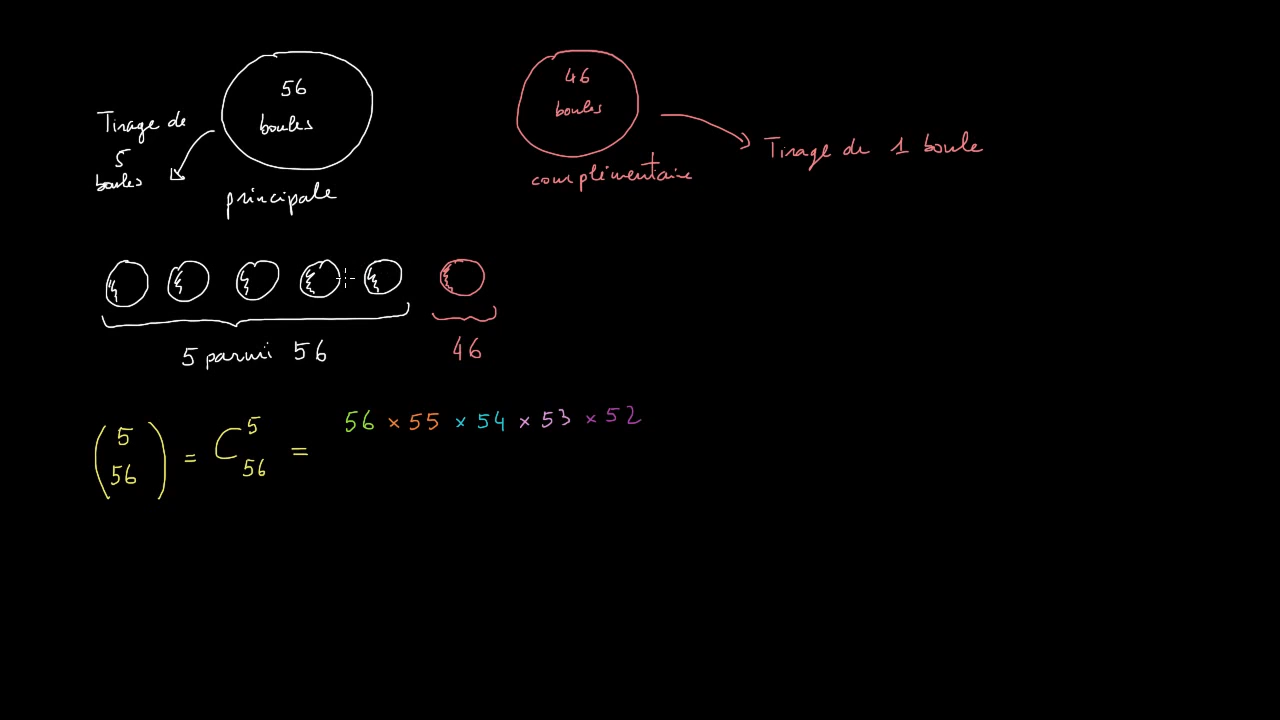 56
boules
principale
Tirage de
5
boules
46
boules
complémentaire
Tirage de 1 boule
5 parmi 56
46
(5 56) = C 5 56 = 56 × 55 × 54 × 53 × 52